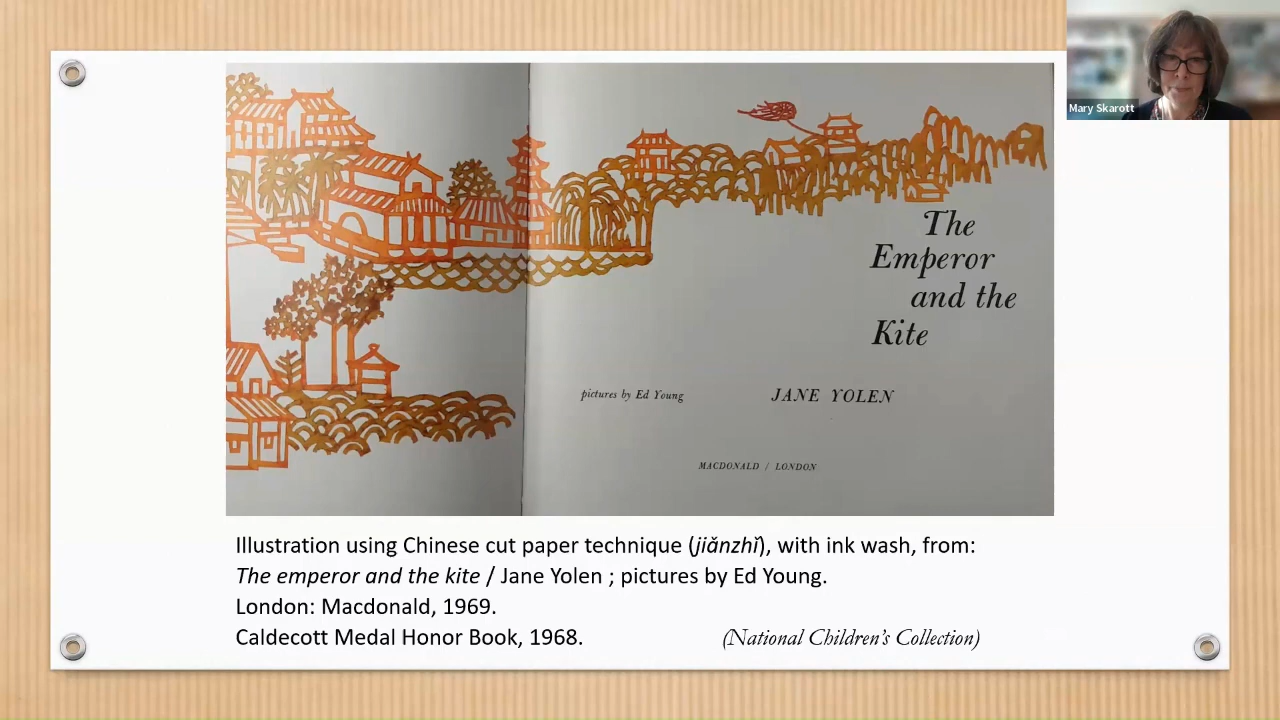 Mary Skarott
The
Emperor
and the
Kite
pictures by Ed Young
JANE YOLEN
MACDONALD / LONDON
Illustration using Chinese cut paper technique (jiǎnzhǐ), with ink wash, from:
The emperor and the kite / Jane Yolen ; pictures by Ed Young.
London: Macdonald, 1969.
Caldecott Medal Honor Book, 1968.
(National Children's Collection)